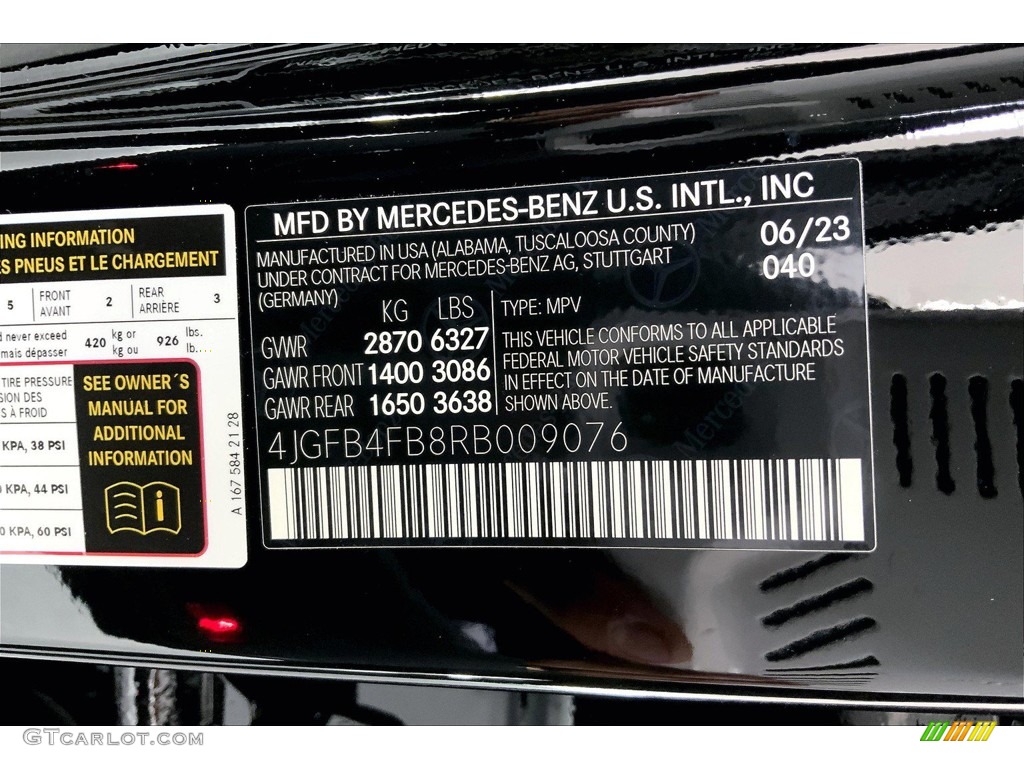 ING INFORMATION
ES PNEUS ET LE CHARGEMENT
5 FRONT AVANT 2 REAR ARRIÈRE 3
d never exceed
mais dépasser 420 kg or kg ou 926 lbs. lb.
TIRE PRESSURE
SION DES
S À FROID
KPA, 38 PSI
0 KPA, 44 PSI
0 KPA, 60 PSI
SEE OWNER´S
MANUAL FOR
ADDITIONAL
INFORMATION
A 167 584 21 28
MFD BY MERCEDES-BENZ U.S. INTL., INC
MANUFACTURED IN USA (ALABAMA, TUSCALOOSA COUNTY)
UNDER CONTRACT FOR MERCEDES-BENZ AG, STUTTGART
(GERMANY)
06/23
040
KG LBS
GVWR 2870 6327
GAWR FRONT 1400 3086
GAWR REAR 1650 3638
TYPE: MPV
THIS VEHICLE CONFORMS TO ALL APPLICABLE
FEDERAL MOTOR VEHICLE SAFETY STANDARDS
IN EFFECT ON THE DATE OF MANUFACTURE
SHOWN ABOVE.
4JGFB4FB8RB009076
GTCarLot.com